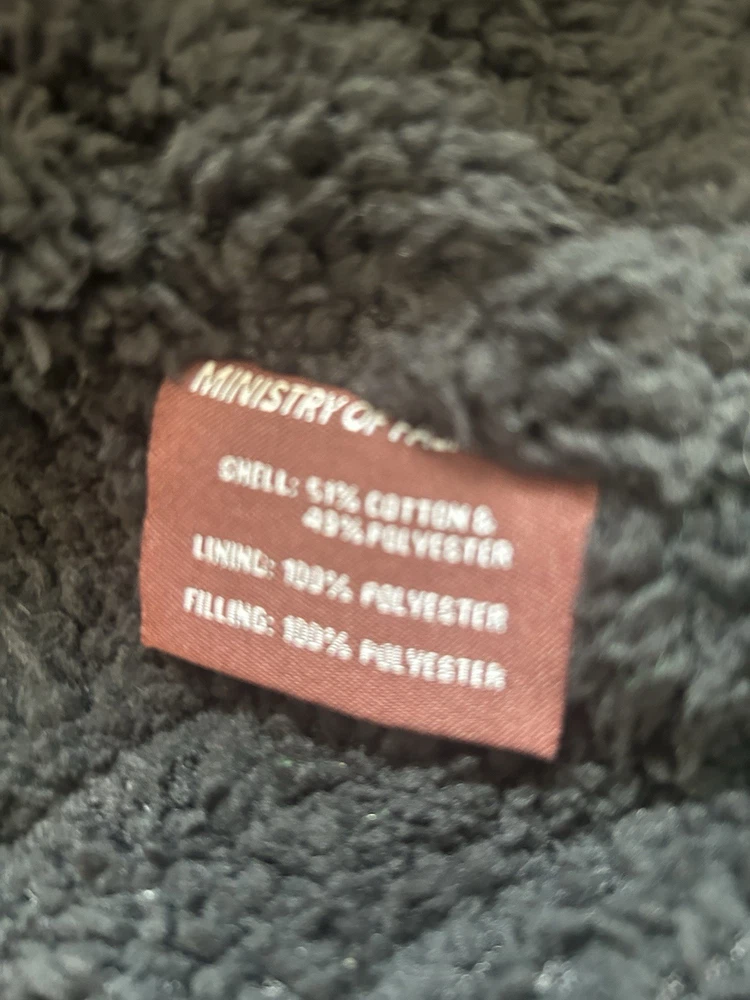 MINISTRY OF
SHELL: 51% COTTON &
49% POLYESTER
LINING: 100% POLYESTER
FILLING: 100% POLYESTER